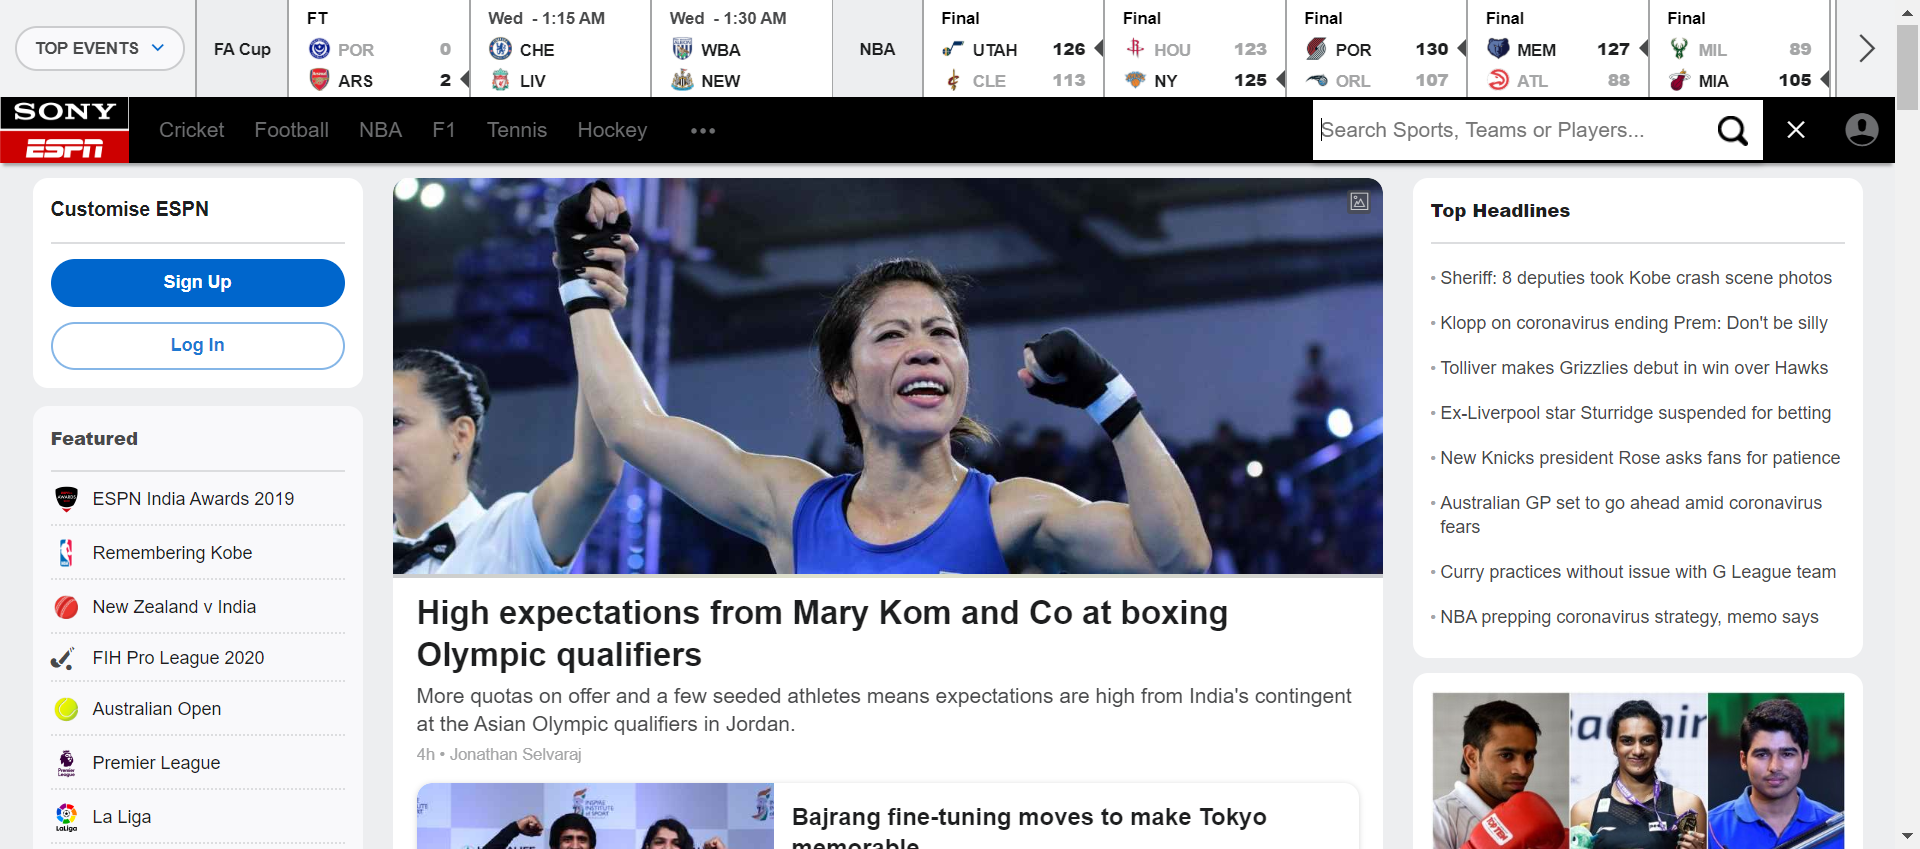 TOP EVENTS
FA Cup
FT
POR 0
ARS 2
Wed - 1:15 AM
CHE
LIV
Wed - 1:30 AM
WBA
NEW
NBA
Final
UTAH 126
CLE 113
Final
HOU 123
NY 125
Final
POR 130
ORL 107
Final
MEM 127
ATL 88
Final
MIL 89
MIA 105
SONY
ESPN
Cricket
Football
NBA
F1
Tennis
Hockey
Search Sports, Teams or Players...
Customise ESPN
Sign Up
Log In
Featured
ESPN India Awards 2019
Remembering Kobe
New Zealand v India
FIH Pro League 2020
Australian Open
Premier League
La Liga
High expectations from Mary Kom and Co at boxing
Olympic qualifiers
More quotas on offer and a few seeded athletes means expectations are high from India's contingent
at the Asian Olympic qualifiers in Jordan.
4h • Jonathan Selvaraj
Bajrang fine-tuning moves to make Tokyo
memorable
Top Headlines
• Sheriff: 8 deputies took Kobe crash scene photos
• Klopp on coronavirus ending Prem: Don't be silly
• Tolliver makes Grizzlies debut in win over Hawks
• Ex-Liverpool star Sturridge suspended for betting
• New Knicks president Rose asks fans for patience
• Australian GP set to go ahead amid coronavirus
fears
• Curry practices without issue with G League team
• NBA prepping coronavirus strategy, memo says